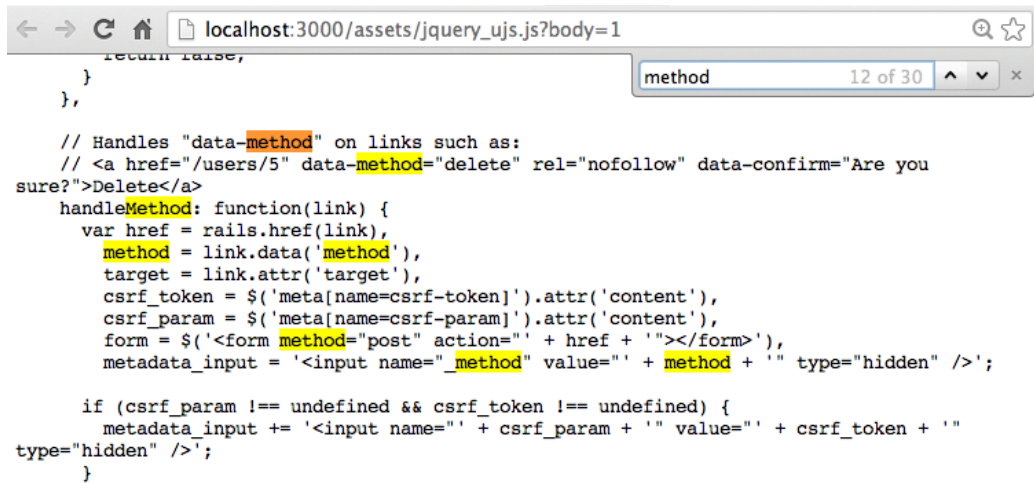 localhost:3000/assets/jquery_ujs.js?body=1
method 12 of 30
return false;
}
},
// Handles "data-method" on links such as:
// <a href="/users/5" data-method="delete" rel="nofollow" data-confirm="Are you
sure?">Delete</a>
handleMethod: function(link) {
var href = rails.href(link),
method = link.data('method'),
target = link.attr('target'),
csrf_token = $('meta[name=csrf-token]').attr('content'),
csrf_param = $('meta[name=csrf-param]').attr('content'),
form = $('<form method="post" action="' + href + '"></form>'),
metadata_input = '<input name="_method" value="' + method + '" type="hidden" />';
if (csrf_param !== undefined && csrf_token !== undefined) {
metadata_input += '<input name="' + csrf_param + '" value="' + csrf_token + '"
type="hidden" />';
}